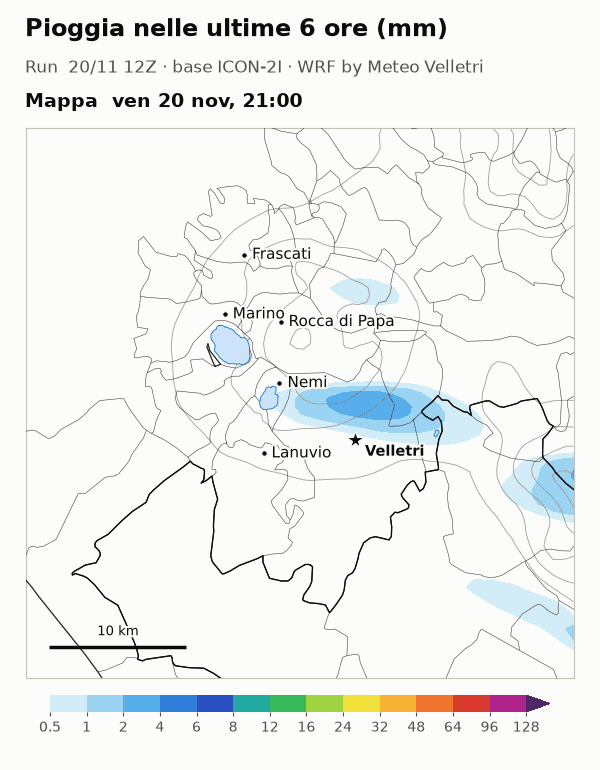 Pioggia nelle ultime 6 ore (mm)
Run  20/11 12Z · base ICON-2I · WRF by Meteo Velletri
Mappa  ven 20 nov, 21:00
Frascati
Marino
Rocca di Papa
Nemi
Velletri
Lanuvio
10 km
0.5 1 2 4 6 8 12 16 24 32 48 64 96 128